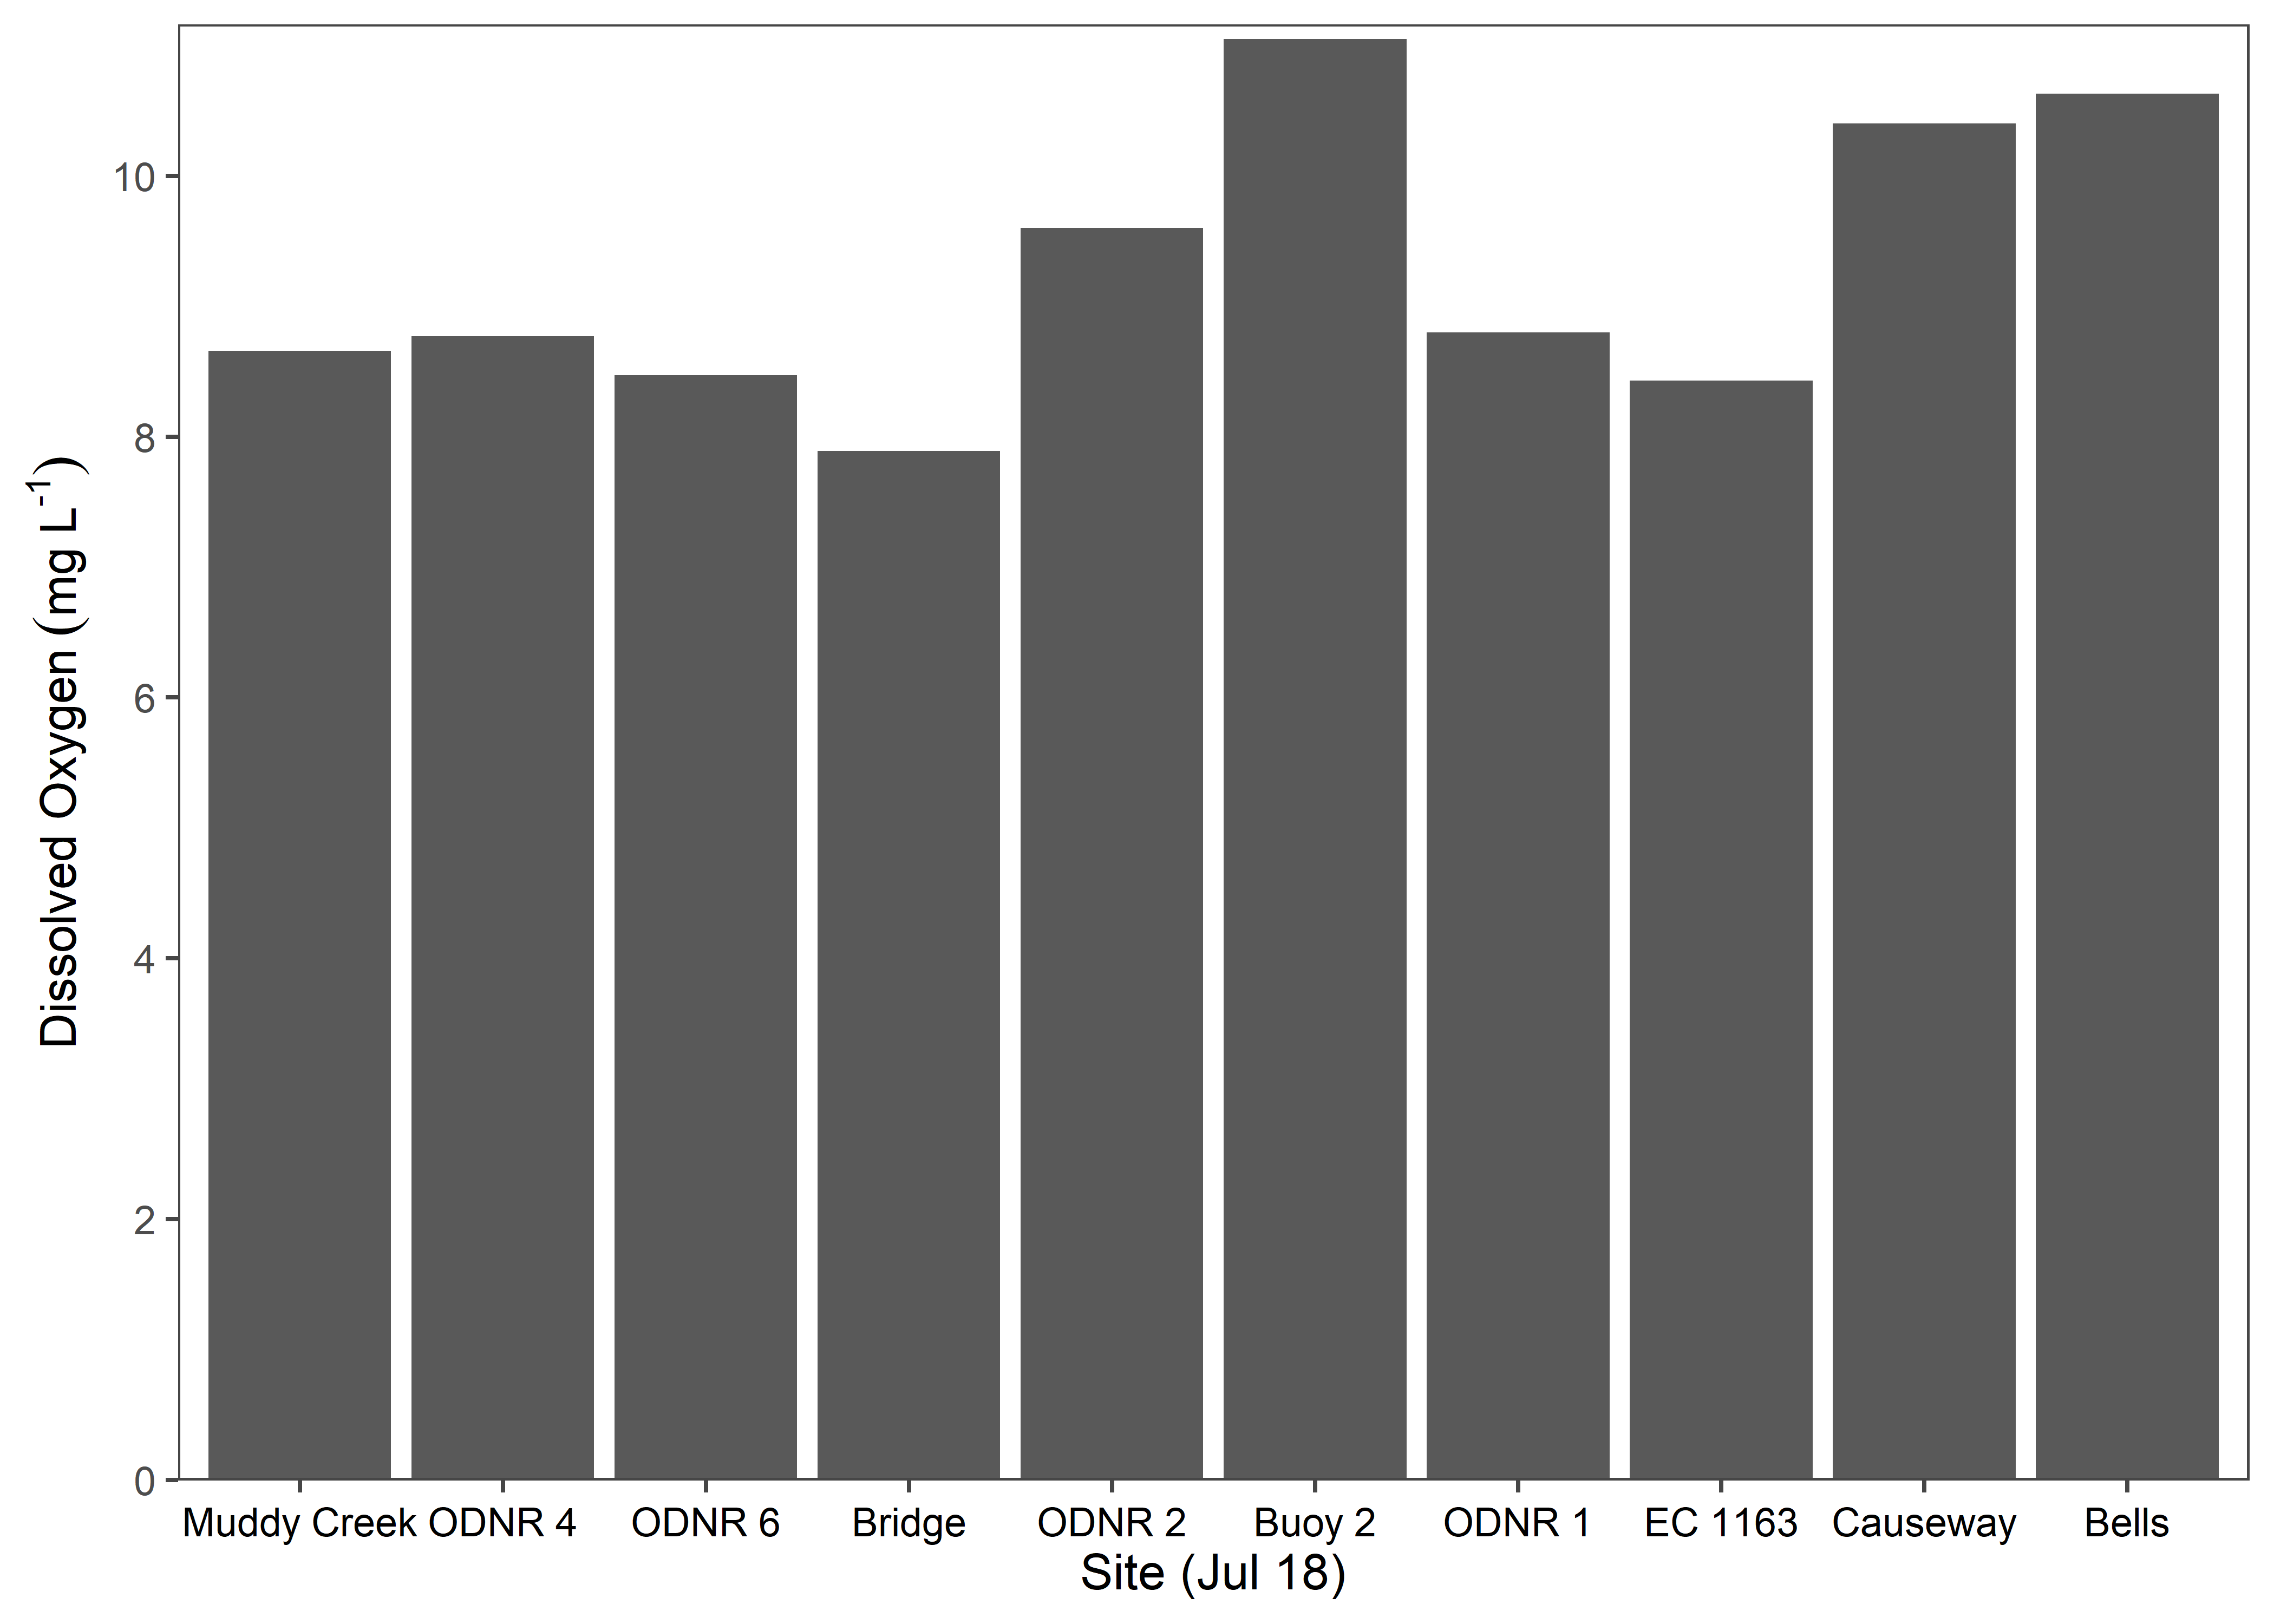 Dissolved Oxygen (mg L⁻¹)
10
8
6
4
2
0
Muddy Creek ODNR 4 ODNR 6 Bridge ODNR 2 Buoy 2 ODNR 1 EC 1163 Causeway Bells
Site (Jul 18)